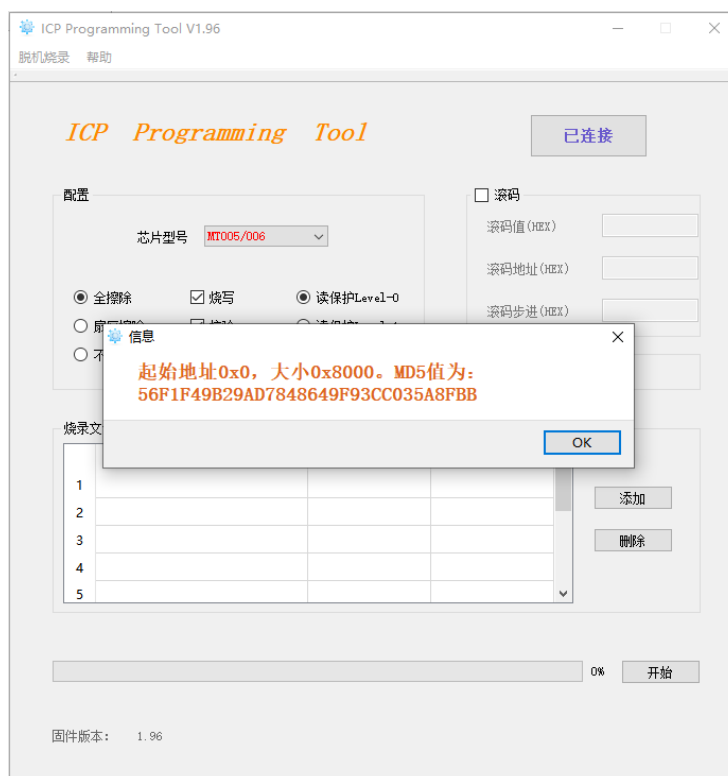 ICP Programming Tool V1.96
脱机烧录 帮助
ICP Programming Tool
已连接
配置
滚码
芯片型号 MT005/006
滚码值(HEX)
滚码地址(HEX)
全擦除 烧写 读保护Level-0
滚码步进(HEX)
信息
起始地址0x0，大小0x8000。MD5值为：
56F1F49B29AD7848649F93CC035A8FBB
OK
烧录文
1
添加
2
3
删除
4
5
0%
开始
固件版本： 1.96